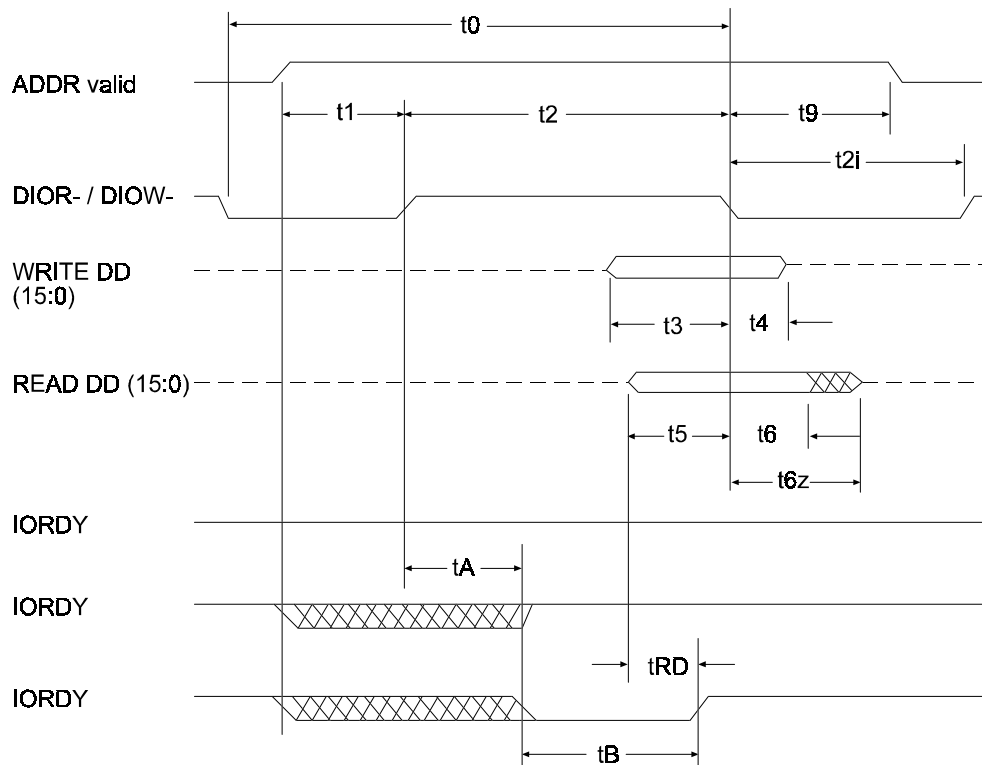 t0
ADDR valid
t1
t2
t9
t2i
DIOR- / DIOW-
WRITE DD
(15:0)
t3
t4
READ DD (15:0)
t5
t6
t6z
IORDY
tA
IORDY
tRD
IORDY
tB